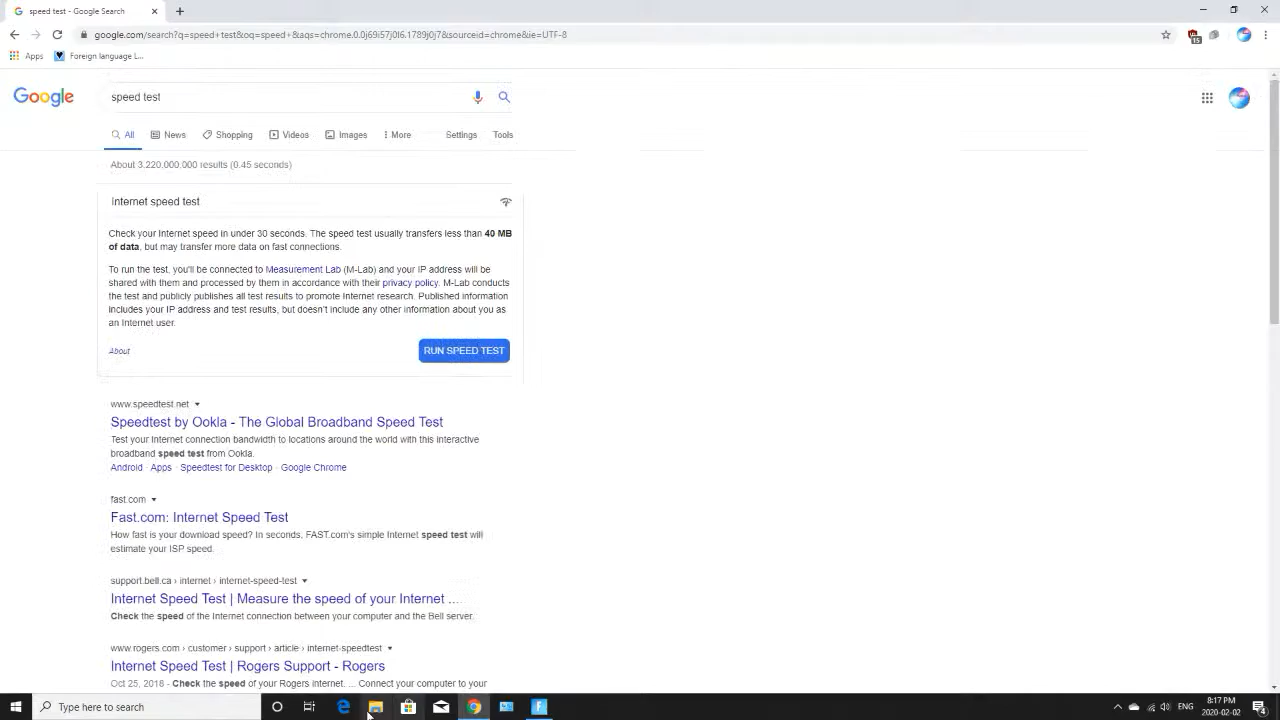 speed test - Google Search
google.com/search?q=speed+test&oq=speed+&aqs=chrome.0.0j69i57j0l6.1789j0j7&sourceid=chrome&ie=UTF-8
15
Apps Foreign language L...
Google
speed test
All News Shopping Videos Images More Settings Tools
About 3,220,000,000 results (0.45 seconds)
Internet speed test
Check your Internet speed in under 30 seconds. The speed test usually transfers less than 40 MB
of data, but may transfer more data on fast connections.
To run the test, you'll be connected to Measurement Lab (M-Lab) and your IP address will be
shared with them and processed by them in accordance with their privacy policy. M-Lab conducts
the test and publicly publishes all test results to promote Internet research. Published information
includes your IP address and test results, but doesn't include any other information about you as
an Internet user.
About
RUN SPEED TEST
www.speedtest.net
Speedtest by Ookla - The Global Broadband Speed Test
Test your Internet connection bandwidth to locations around the world with this interactive
broadband speed test from Ookla.
Android · Apps · Speedtest for Desktop · Google Chrome
fast.com
Fast.com: Internet Speed Test
How fast is your download speed? In seconds, FAST.com's simple Internet speed test will
estimate your ISP speed.
support.bell.ca › internet › internet-speed-test
Internet Speed Test | Measure the speed of your Internet ...
Check the speed of the Internet connection between your computer and the Bell server.
www.rogers.com › customer › support › article › internet-speedtest
Internet Speed Test | Rogers Support - Rogers
Oct 25, 2018 - Check the speed of your Rogers internet. ... Connect your computer to your
Type here to search
ENG
8:17 PM
2020-02-02
4